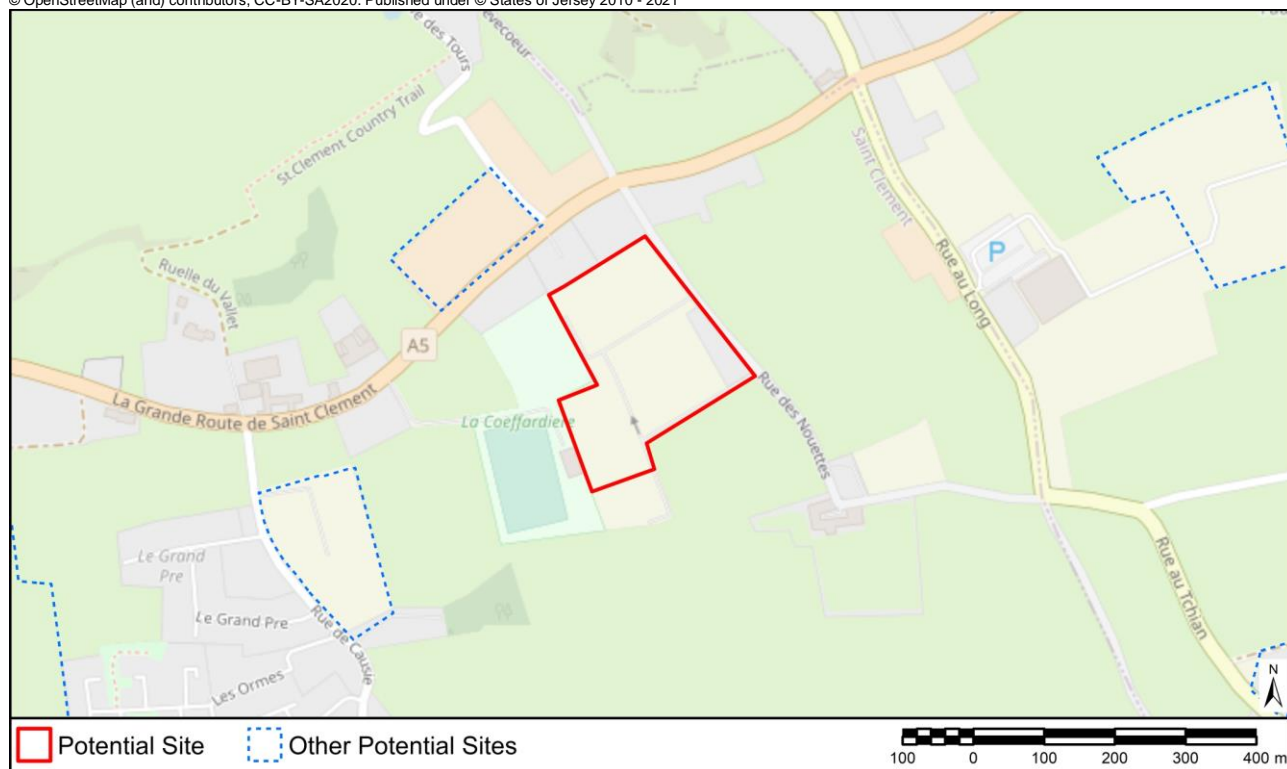 © OpenStreetMap (and) contributors, CC-BY-SA2020. Published under © States of Jersey 2010 - 2021
des Tours
evecoeur
St.Clement Country Trail
Saint Clement
Ruelle du Vallet
P
Rue au Long
A5
La Grande Route de Saint Clement
La Coeffardiere
Rue des Nouettes
Le Grand
Pre
Le Grand Pre
Rue de Causie
Les Ormes
Rue au Tchian
N
Potential Site
Other Potential Sites
100 0 100 200 300 400 m